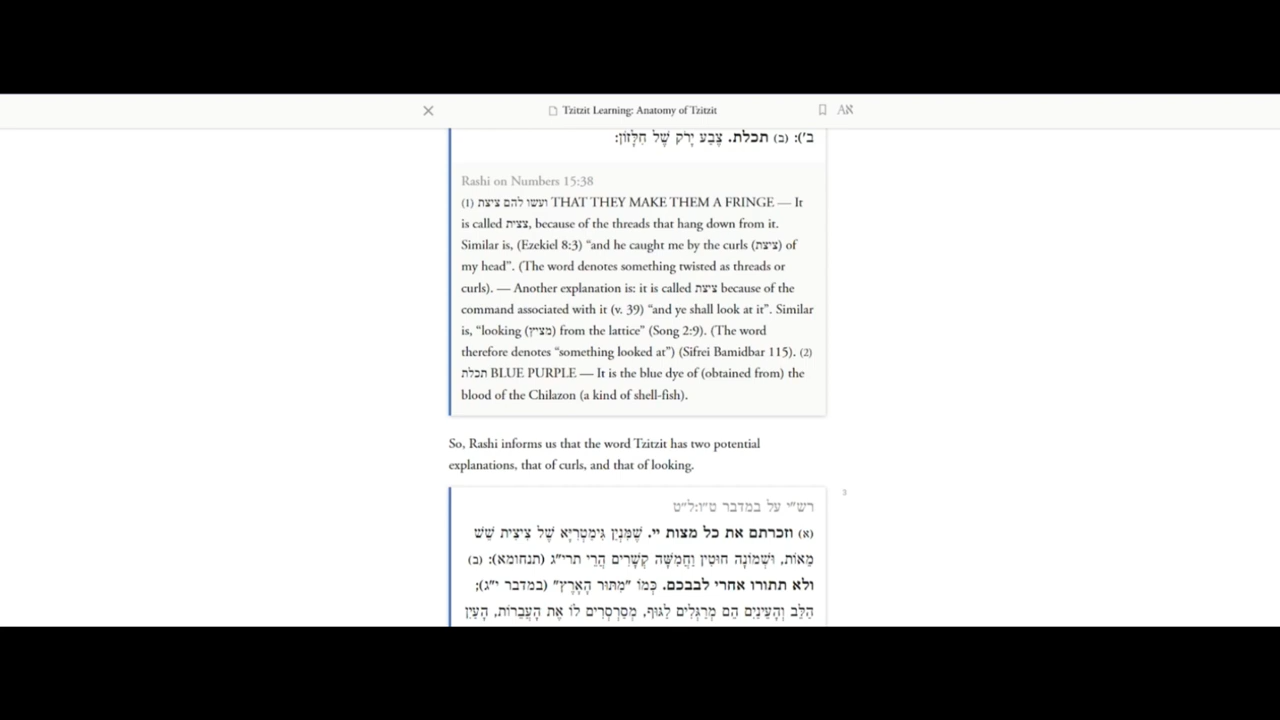 Tzitzit Learning: Anatomy of Tzitzit
אA
ב׳): (ב) תכלת. צֶבַע יָרֹק שֶׁל חִלָּזוֹן:
Rashi on Numbers 15:38
(1) ועשו להם ציצת THAT THEY MAKE THEM A FRINGE — It
is called ציצית, because of the threads that hang down from it.
Similar is, (Ezekiel 8:3) “and he caught me by the curls (ציצת) of
my head”. (The word denotes something twisted as threads or
curls). — Another explanation is: it is called ציצת because of the
command associated with it (v. 39) “and ye shall look at it”. Similar
is, “looking (מציץ) from the lattice” (Song 2:9). (The word
therefore denotes “something looked at”) (Sifrei Bamidbar 115). (2)
תכלת BLUE PURPLE — It is the blue dye of (obtained from) the
blood of the Chilazon (a kind of shell-fish).
So, Rashi informs us that the word Tzitzit has two potential
explanations, that of curls, and that of looking.
3
רש״י על במדבר ט״ו:ל״ט
(א) וזכרתם את כל מצות יי. שֶׁמִּנְיַן גִּימַטְרִיָּא שֶׁל צִיצִית שֵׁשׁ
מֵאוֹת, וּשְׁמוֹנָה חוּטִין וַחֲמִשָּׁה קְשָׁרִים הֲרֵי תרי״ג (תנחומא): (ב)
ולא תתורו אחרי לבבכם. כְּמוֹ "מִתּוּר הָאָרֶץ" (במדבר י״ג);
הַלֵּב וְהָעֵינַיִם הֵם מְרַגְּלִים לַגּוּף, מְסַרְסְרִים לוֹ אֶת הָעֲבֵרוֹת, הָעַיִן